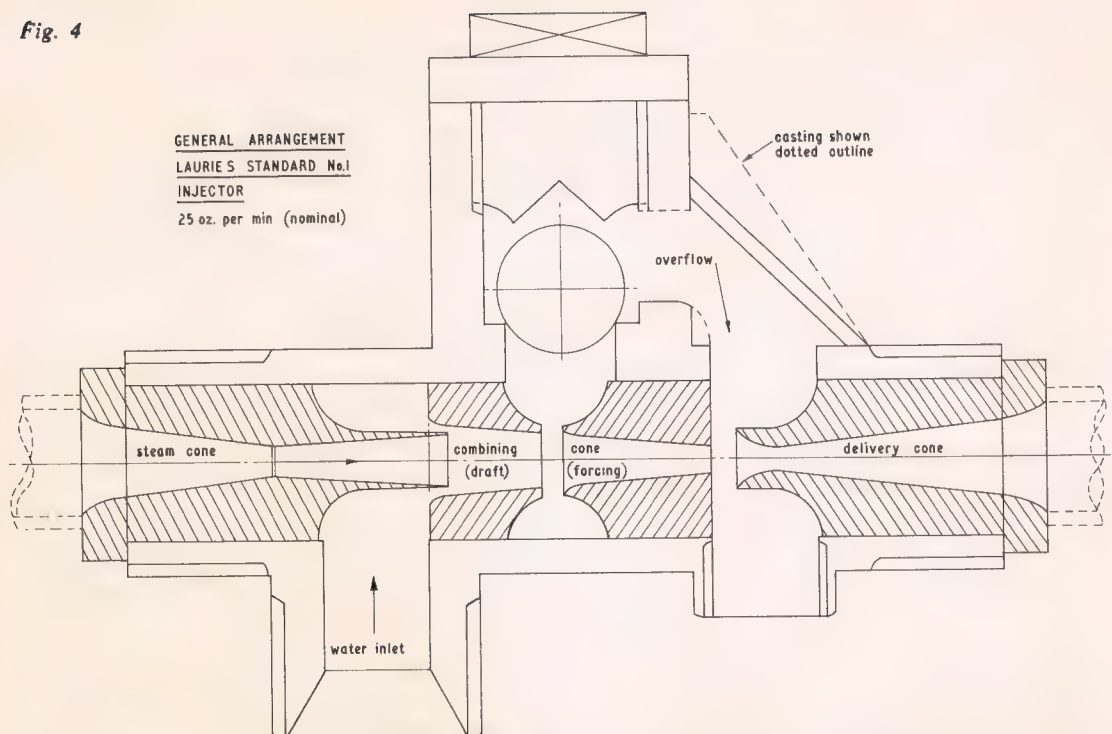 Fig. 4
GENERAL ARRANGEMENT
LAURIES STANDARD No.1
INJECTOR
25 oz. per min (nominal)
casting shown
dotted outline
overflow
steam cone
combining
(draft)
cone
(forcing)
delivery cone
water inlet